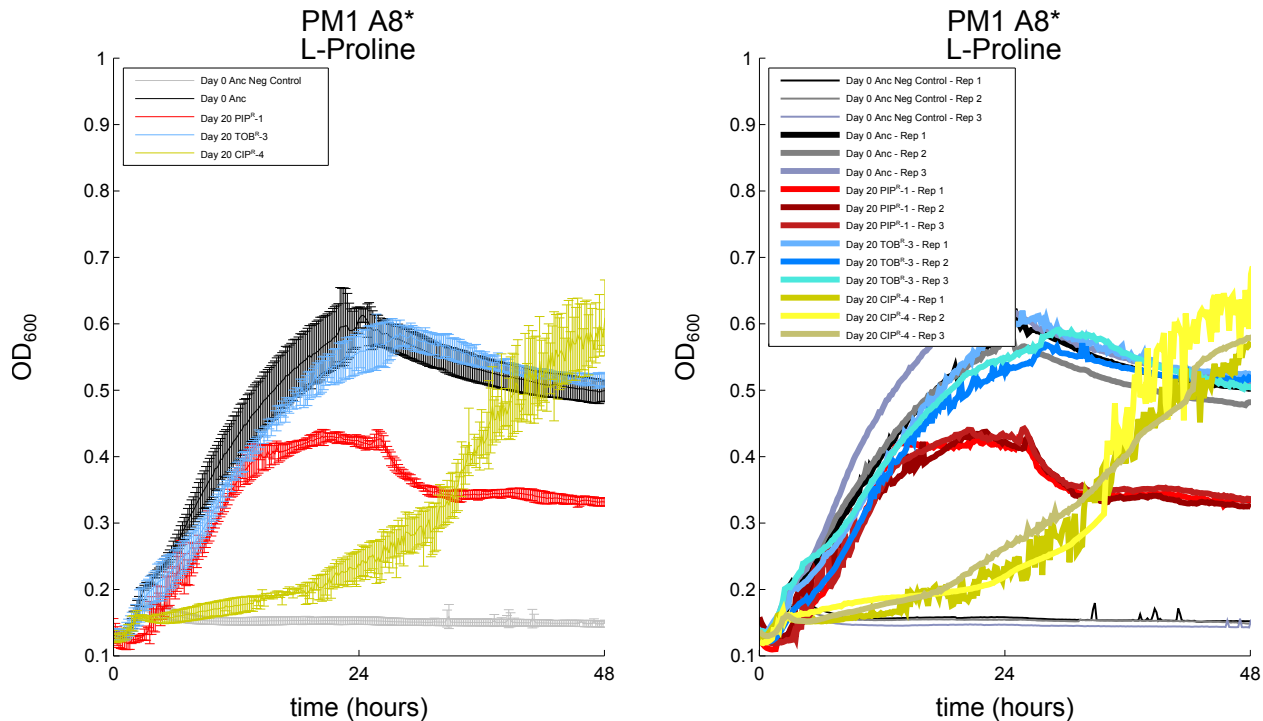 PM1 A8*
L-Proline
1
0.9
0.8
0.7
0.6
0.5
0.4
0.3
0.2
0.1
OD₆₀₀
0
24
48
time (hours)
Day 0 Anc Neg Control
Day 0 Anc
Day 20 PIPᴿ-1
Day 20 TOBᴿ-3
Day 20 CIPᴿ-4
PM1 A8*
L-Proline
1
0.9
0.8
0.7
0.6
0.5
0.4
0.3
0.2
0.1
OD₆₀₀
0
24
48
time (hours)
Day 0 Anc Neg Control - Rep 1
Day 0 Anc Neg Control - Rep 2
Day 0 Anc Neg Control - Rep 3
Day 0 Anc - Rep 1
Day 0 Anc - Rep 2
Day 0 Anc - Rep 3
Day 20 PIPᴿ-1 - Rep 1
Day 20 PIPᴿ-1 - Rep 2
Day 20 PIPᴿ-1 - Rep 3
Day 20 TOBᴿ-3 - Rep 1
Day 20 TOBᴿ-3 - Rep 2
Day 20 TOBᴿ-3 - Rep 3
Day 20 CIPᴿ-4 - Rep 1
Day 20 CIPᴿ-4 - Rep 2
Day 20 CIPᴿ-4 - Rep 3